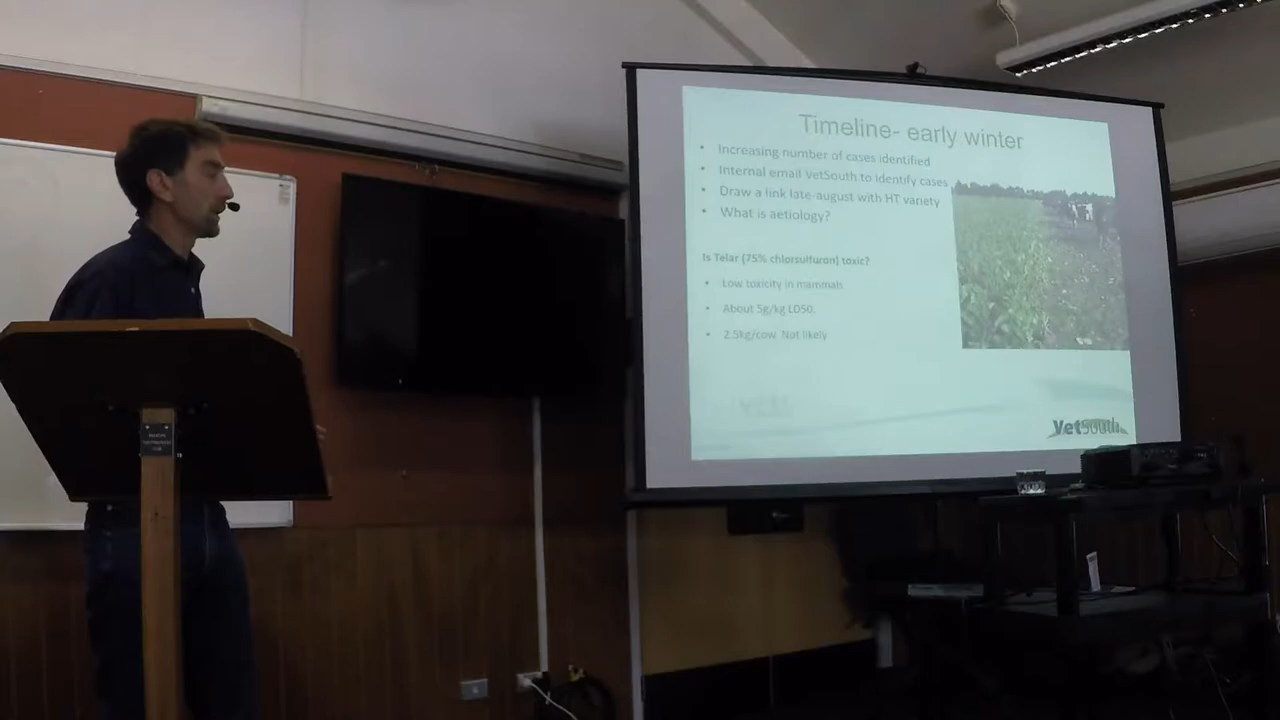 Timeline- early winter
• Increasing number of cases identified
• Internal email VetSouth to identify cases
• Draw a link late-august with HT variety
• What is aetiology?
Is Telar (75% chlorsulfuron) toxic?
• Low toxicity in mammals
• About 5g/kg LD50.
• 2.5kg/cow Not likely
VetSouth